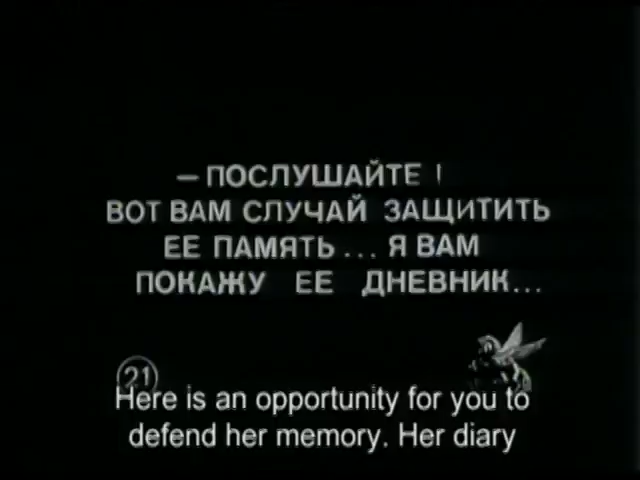 — ПОСЛУШАЙТЕ !
ВОТ ВАМ СЛУЧАЙ ЗАЩИТИТЬ
ЕЕ ПАМЯТЬ ... Я ВАМ
ПОКАЖУ ЕЕ ДНЕВНИК...
21
Here is an opportunity for you to
defend her memory. Her diary